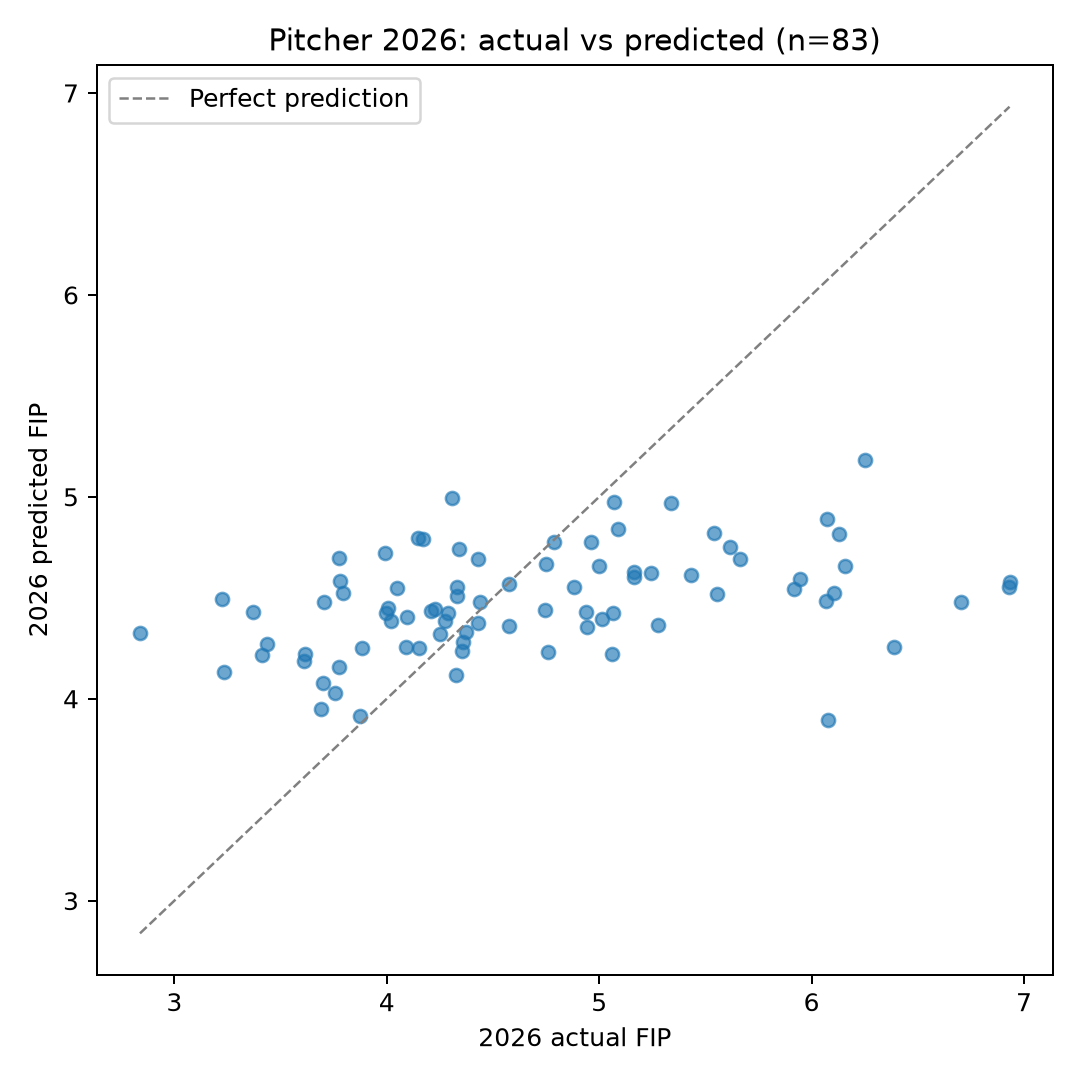 Pitcher 2026: actual vs predicted (n=83)
Perfect prediction
7
6
5
4
3
2026 predicted FIP
3 4 5 6 7
2026 actual FIP